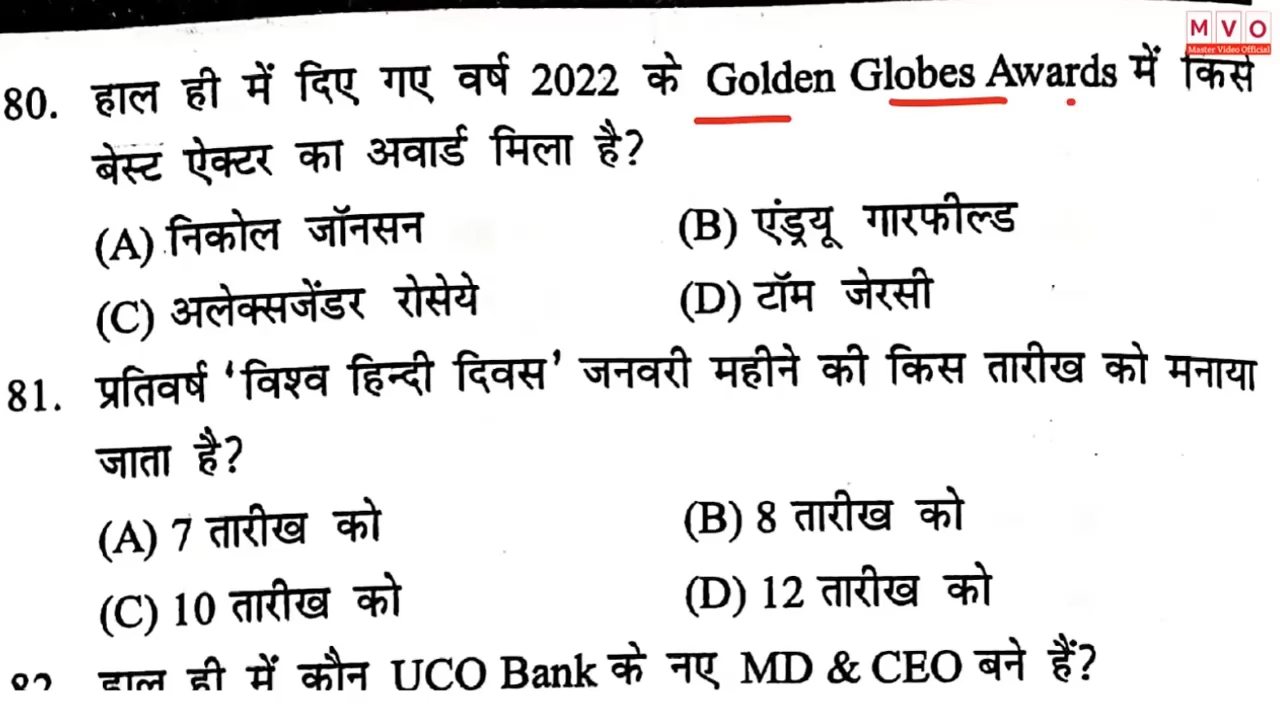 M V O
Master Video Official
80. हाल ही में दिए गए वर्ष 2022 के Golden Globes Awards में किसे
बेस्ट ऐक्टर का अवार्ड मिला है?
(A) निकोल जॉनसन (B) एंड्रयू गारफील्ड
(C) अलेक्सजेंडर रोसेये (D) टॉम जेरसी
81. प्रतिवर्ष ‘विश्व हिन्दी दिवस’ जनवरी महीने की किस तारीख को मनाया
जाता है?
(A) 7 तारीख को (B) 8 तारीख को
(C) 10 तारीख को (D) 12 तारीख को
82. हाल ही में कौन UCO Bank के नए MD & CEO बने हैं?